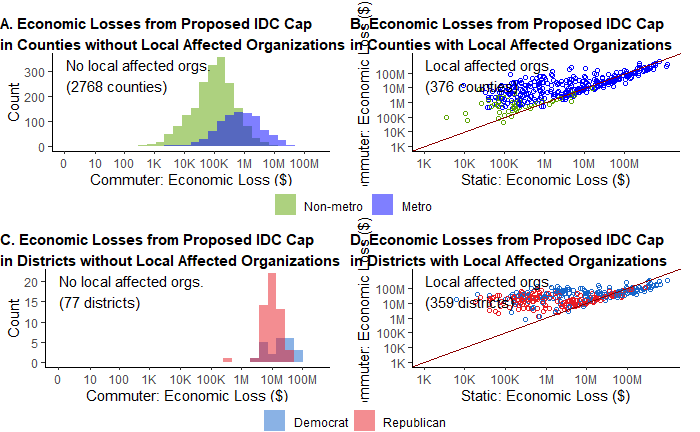 A. Economic Losses from Proposed IDC Cap
in Counties without Local Affected Organizations
No local affected orgs.
(2768 counties)
Count
300
200
100
0
0 10 100 1K 10K 100K 1M 10M 100M
Commuter: Economic Loss ($)
B. Economic Losses from Proposed IDC Cap
in Counties with Local Affected Organizations
Local affected orgs.
(376 counties)
mmuter: Economic Loss ($)
100M
10M
1M
100K
10K
1K
1K 10K 100K 1M 10M 100M
Static: Economic Loss ($)
Non-metro Metro
C. Economic Losses from Proposed IDC Cap
in Districts without Local Affected Organizations
No local affected orgs.
(77 districts)
Count
20
15
10
5
0
0 10 100 1K 10K 100K 1M 10M 100M
Commuter: Economic Loss ($)
D. Economic Losses from Proposed IDC Cap
in Districts with Local Affected Organizations
Local affected orgs.
(359 districts)
mmuter: Economic Loss ($)
100M
10M
1M
100K
10K
1K
1K 10K 100K 1M 10M 100M
Static: Economic Loss ($)
Democrat Republican